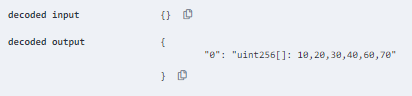 decoded input {}
decoded output {
"0": "uint256[]: 10,20,30,40,60,70"
}